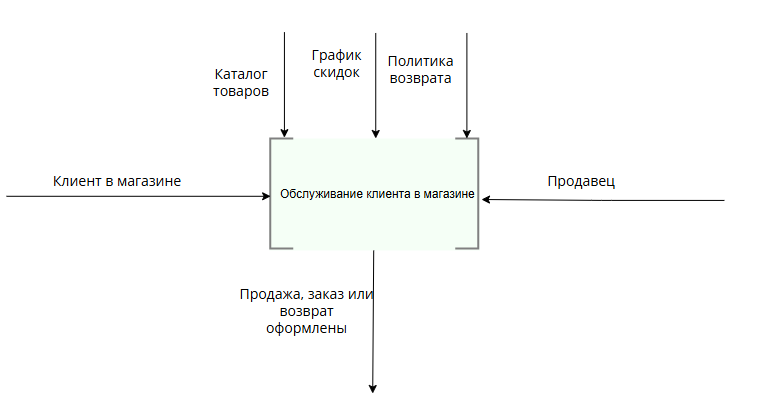 График
скидок
Политика
возврата
Каталог
товаров
Клиент в магазине
Обслуживание клиента в магазине
Продавец
Продажа, заказ или
возврат
оформлены